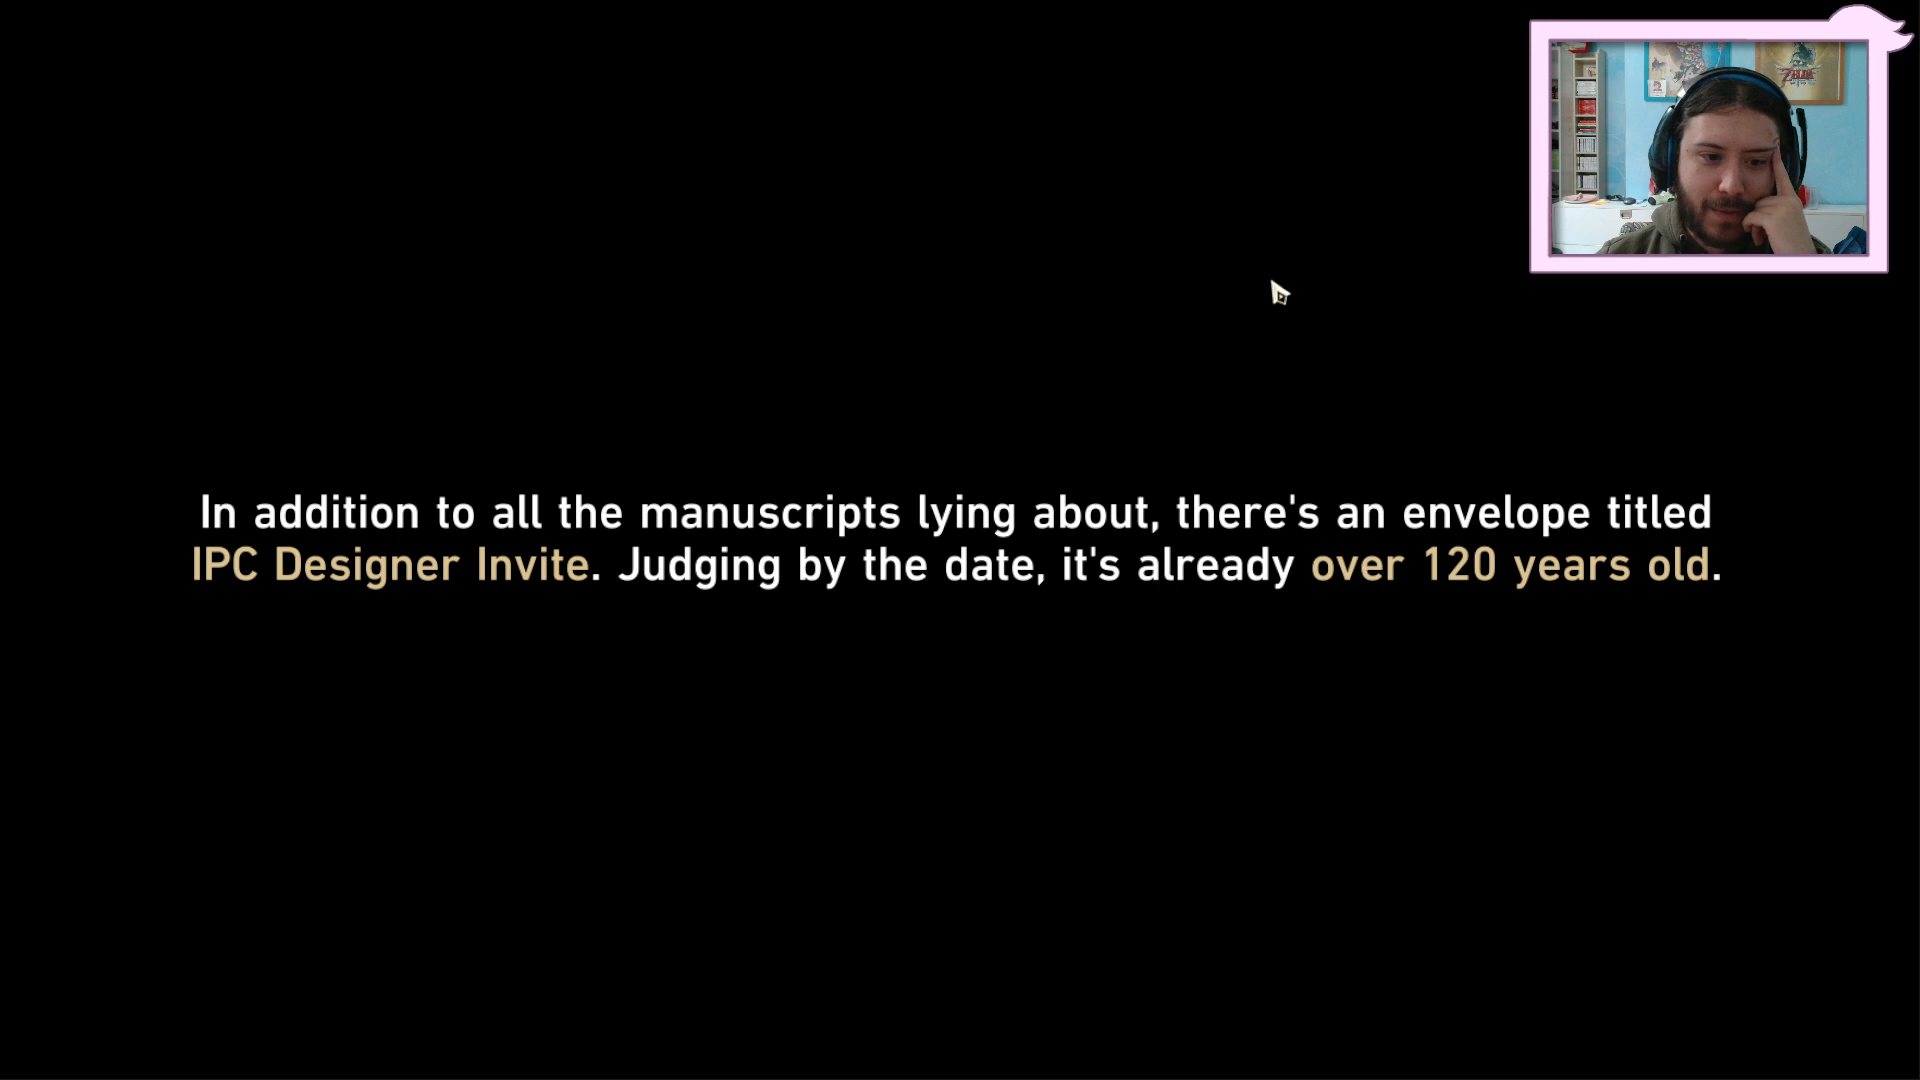 ZELDA
In addition to all the manuscripts lying about, there's an envelope titled
IPC Designer Invite. Judging by the date, it's already over 120 years old.